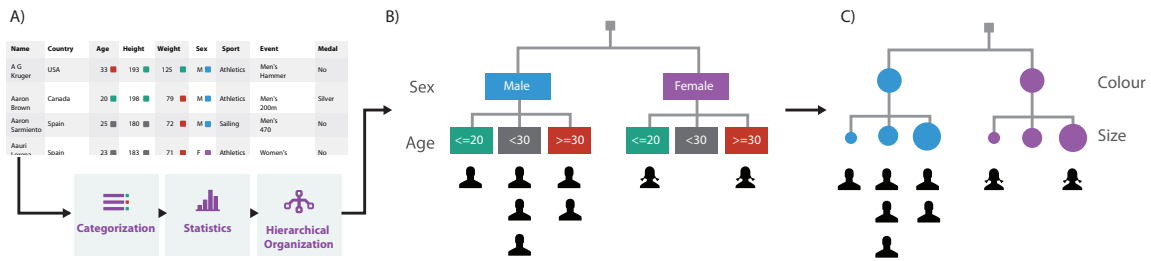 A)
Name Country Age Height Weight Sex Sport Event Medal
A G Kruger USA 33 193 125 M Athletics Men's Hammer No
Aaron Brown Canada 20 198 79 M Athletics Men's 200m Silver
Aaron Sarmiento Spain 25 180 72 M Sailing Men's 470 No
Aauri Spain 23 183 71 F Athletics Women's No
Categorization
Statistics
Hierarchical
Organization
B)
Sex
Male
Female
Age
<=20
<30
>=30
<=20
<30
>=30
C)
Colour
Size